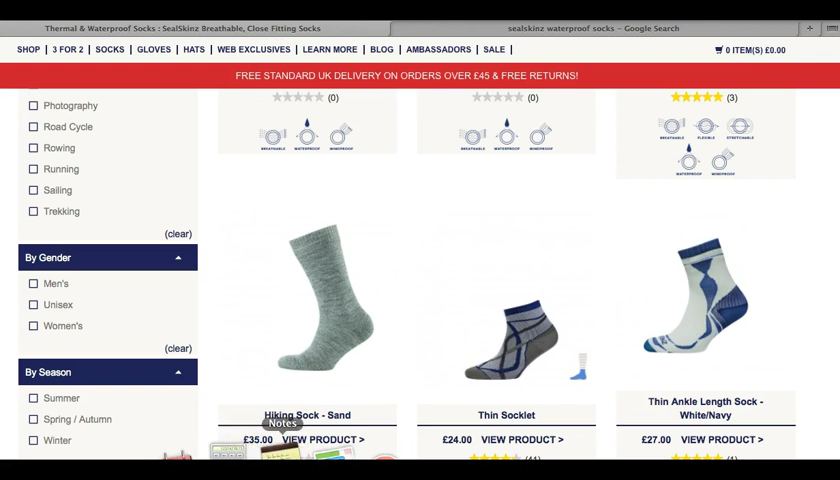 Thermal & Waterproof Socks : SealSkinz Breathable, Close Fitting Socks
sealskinz waterproof socks – Google Search
SHOP | 3 FOR 2 | SOCKS | GLOVES | HATS | WEB EXCLUSIVES | LEARN MORE | BLOG | AMBASSADORS | SALE |
0 ITEM(S) £0.00
FREE STANDARD UK DELIVERY ON ORDERS OVER £45 & FREE RETURNS!
Photography
Road Cycle
Rowing
Running
Sailing
Trekking
(clear)
By Gender
Men's
Unisex
Women's
(clear)
By Season
Summer
Spring / Autumn
Winter
(0)
BREATHABLE WATERPROOF WINDPROOF
(0)
BREATHABLE WATERPROOF WINDPROOF
(3)
BREATHABLE FLEXIBLE STRETCHABLE
WATERPROOF WINDPROOF
Hiking Sock - Sand
Notes
£35.00 VIEW PRODUCT >
Thin Socklet
£24.00 VIEW PRODUCT >
(41)
Thin Ankle Length Sock -
White/Navy
£27.00 VIEW PRODUCT >
(1)